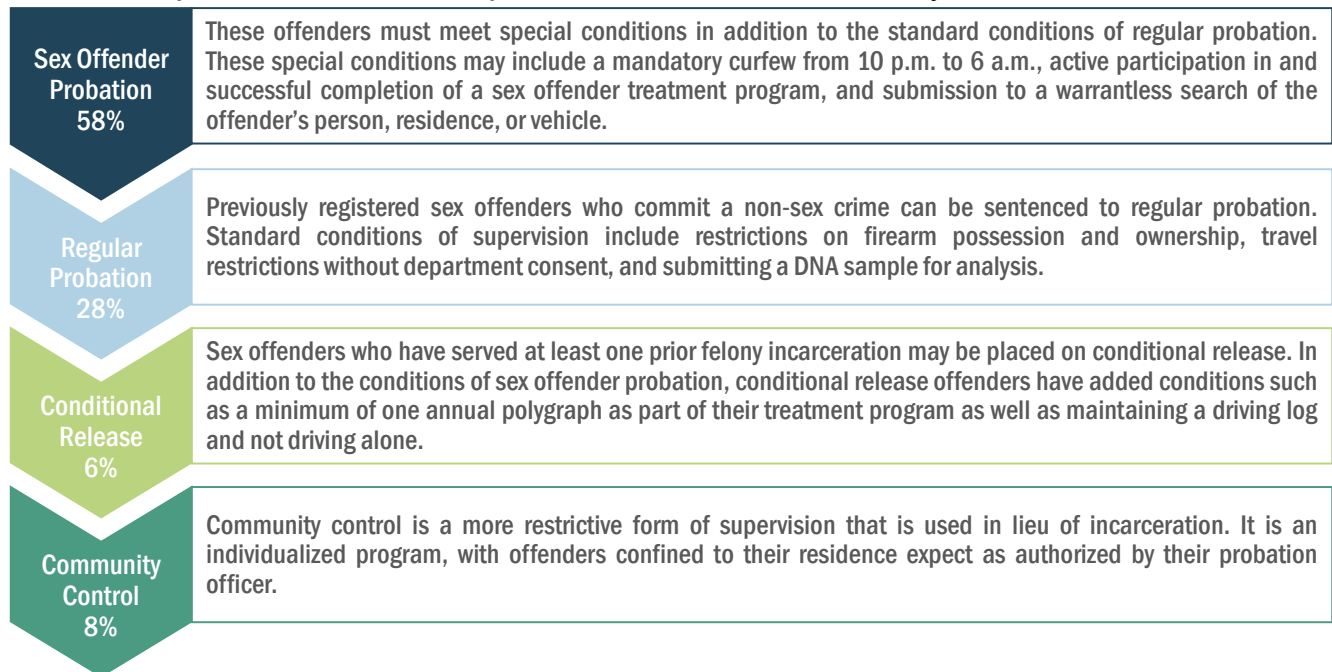 Sex Offender
Probation
58%
These offenders must meet special conditions in addition to the standard conditions of regular probation.
These special conditions may include a mandatory curfew from 10 p.m. to 6 a.m., active participation in and
successful completion of a sex offender treatment program, and submission to a warrantless search of the
offender's person, residence, or vehicle.
Regular
Probation
28%
Previously registered sex offenders who commit a non-sex crime can be sentenced to regular probation.
Standard conditions of supervision include restrictions on firearm possession and ownership, travel
restrictions without department consent, and submitting a DNA sample for analysis.
Conditional
Release
6%
Sex offenders who have served at least one prior felony incarceration may be placed on conditional release. In
addition to the conditions of sex offender probation, conditional release offenders have added conditions such
as a minimum of one annual polygraph as part of their treatment program as well as maintaining a driving log
and not driving alone.
Community
Control
8%
Community control is a more restrictive form of supervision that is used in lieu of incarceration. It is an
individualized program, with offenders confined to their residence expect as authorized by their probation
officer.